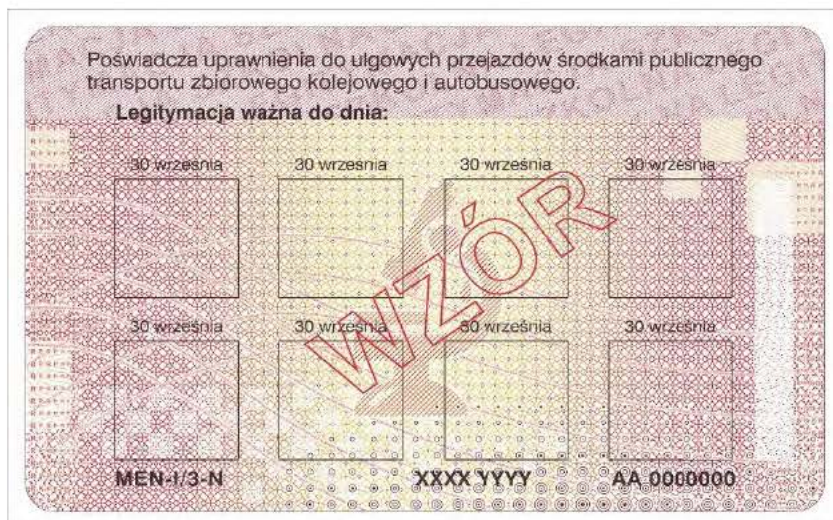 Poświadcza uprawnienia do ulgowych przejazdów środkami publicznego
transportu zbiorowego kolejowego i autobusowego.
Legitymacja ważna do dnia:
30 września 30 września 30 września 30 września
WZÓR
30 września 30 września 30 września 30 września
MEN-I/3-N XXXX YYYY AA 0000000